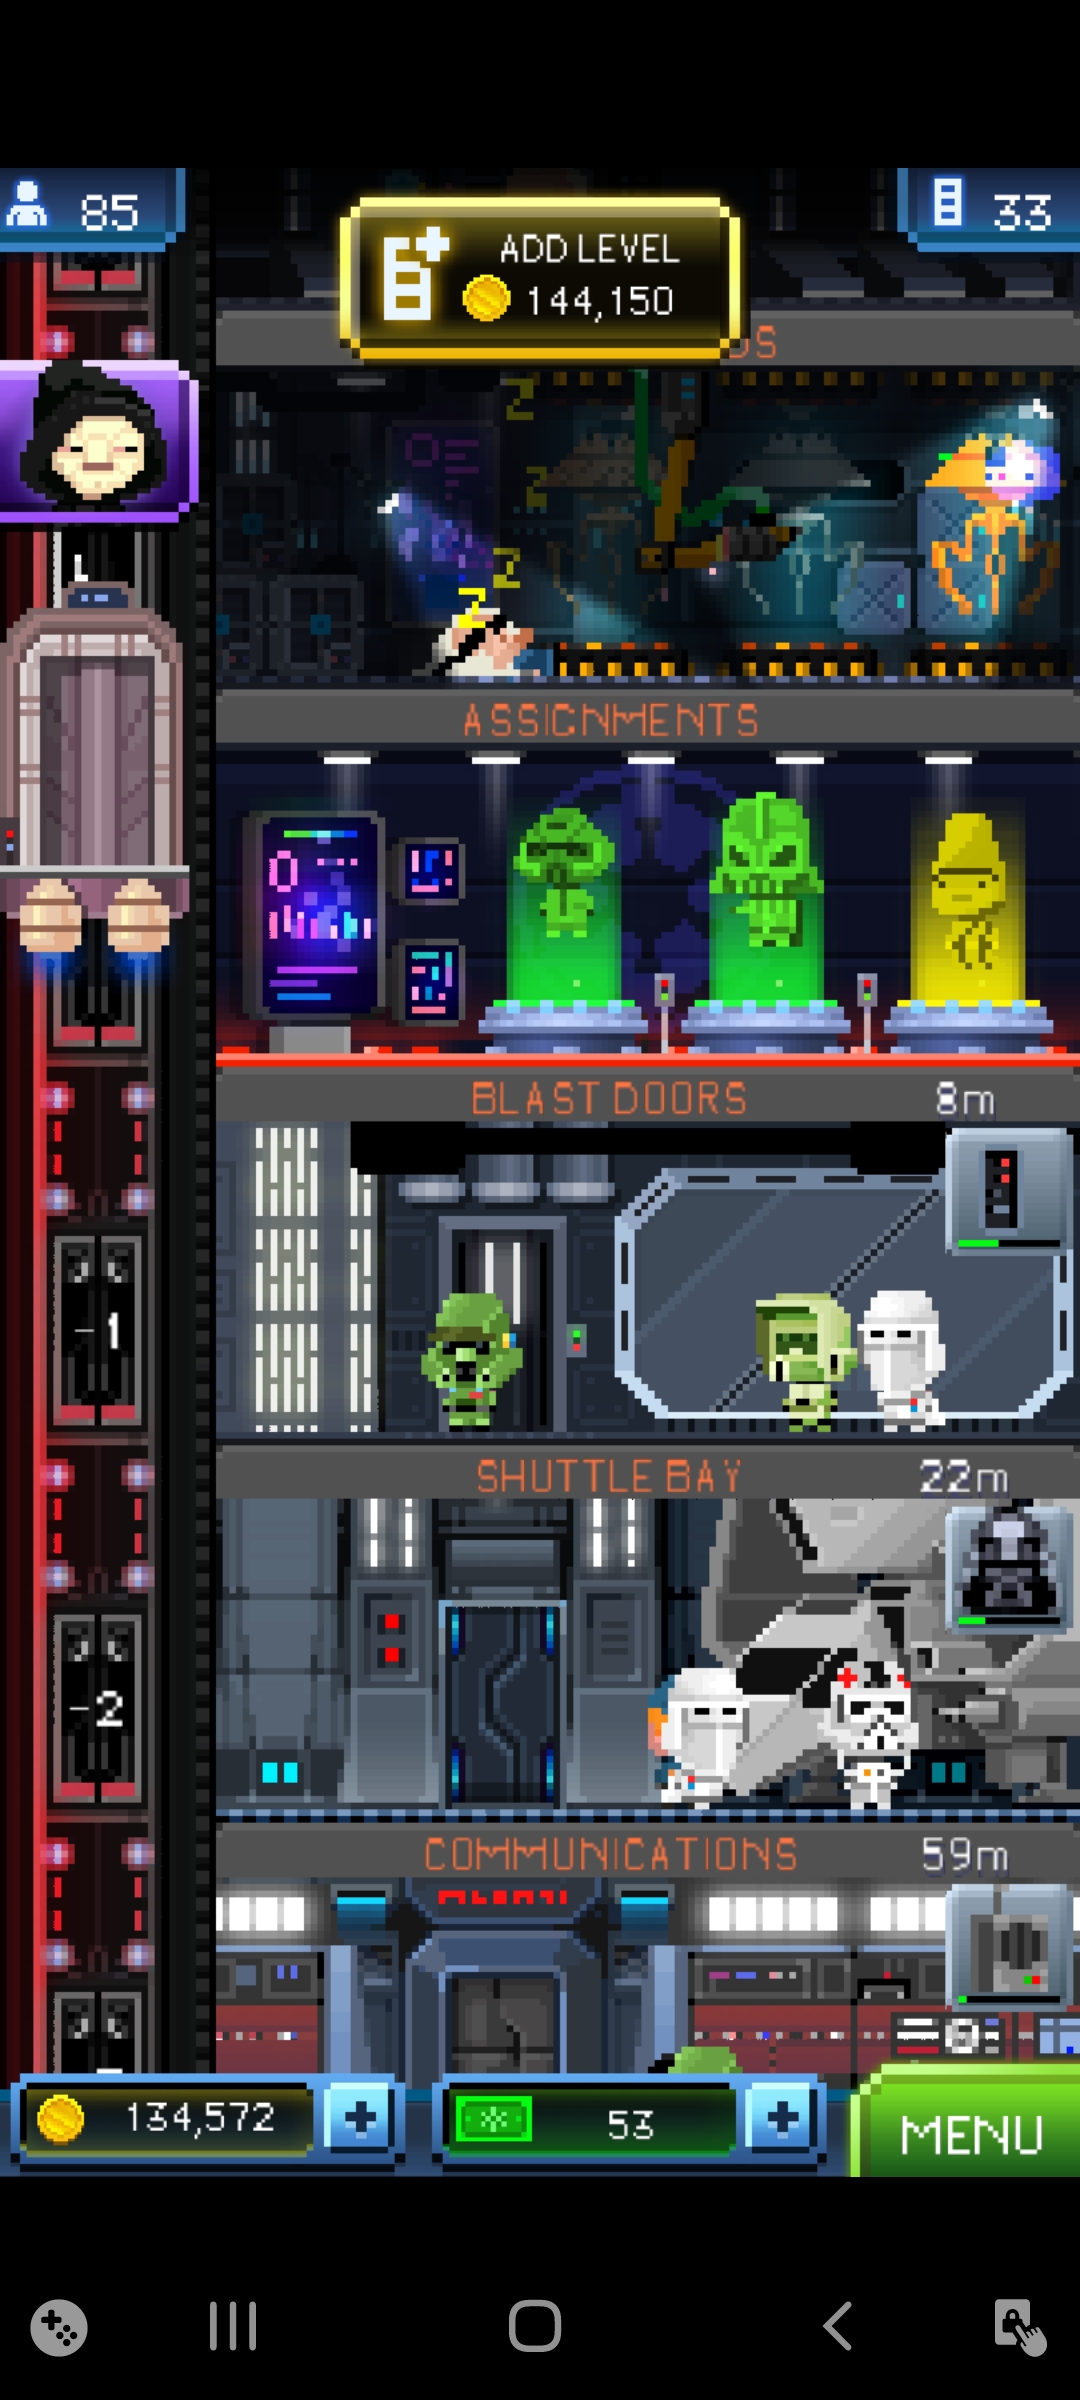 85
ADD LEVEL
144,150
33
Z
Z
Z
Z
ASSIGNMENTS
BLAST DOORS 8m
-1
SHUTTLE BAY 22m
-2
COMMUNICATIONS 59m
134,572
53
MENU